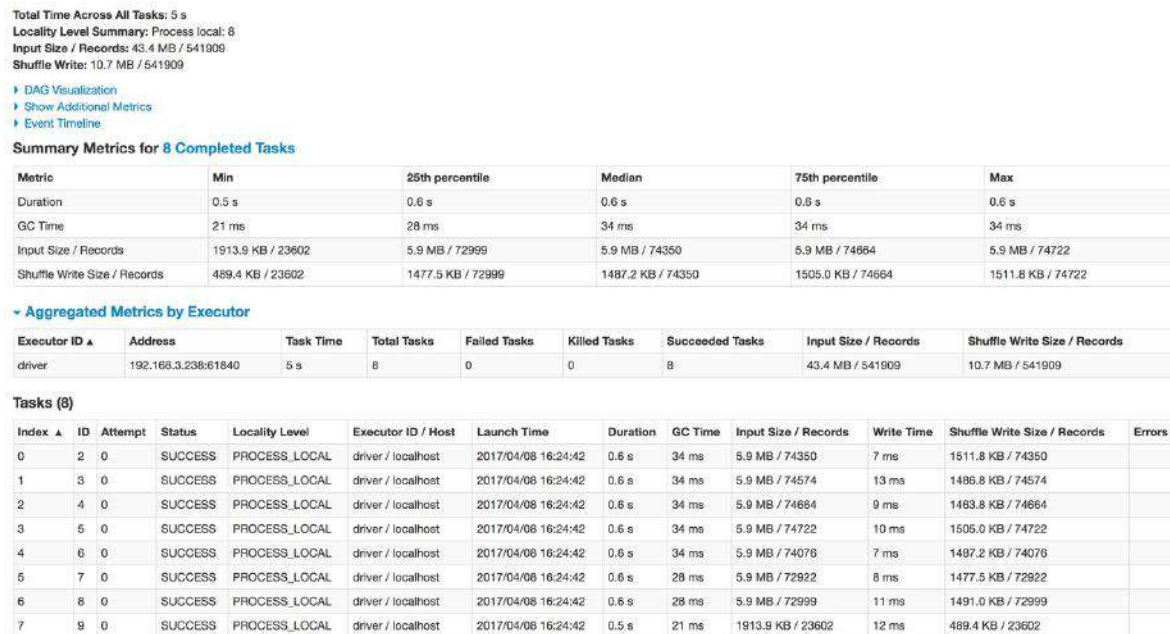 Total Time Across All Tasks: 5 s
Locality Level Summary: Process local: 8
Input Size / Records: 43.4 MB / 541909
Shuffle Write: 10.7 MB / 541909
DAG Visualization
Show Additional Metrics
Event Timeline
Summary Metrics for 8 Completed Tasks
Metric Min 25th percentile Median 75th percentile Max
Duration 0.5 s 0.6 s 0.6 s 0.6 s 0.6 s
GC Time 21 ms 28 ms 34 ms 34 ms 34 ms
Input Size / Records 1913.9 KB / 23602 5.9 MB / 72999 5.9 MB / 74350 5.9 MB / 74664 5.9 MB / 74722
Shuffle Write Size / Records 489.4 KB / 23602 1477.5 KB / 72999 1487.2 KB / 74350 1505.0 KB / 74664 1511.8 KB / 74722
Aggregated Metrics by Executor
Executor ID ▲ Address Task Time Total Tasks Failed Tasks Killed Tasks Succeeded Tasks Input Size / Records Shuffle Write Size / Records
driver 192.168.3.238:61840 5 s 8 0 0 8 43.4 MB / 541909 10.7 MB / 541909
Tasks (8)
Index ▲ ID Attempt Status Locality Level Executor ID / Host Launch Time Duration GC Time Input Size / Records Write Time Shuffle Write Size / Records Errors
0 2 0 SUCCESS PROCESS_LOCAL driver / localhost 2017/04/08 16:24:42 0.6 s 34 ms 5.9 MB / 74350 7 ms 1511.8 KB / 74350
1 3 0 SUCCESS PROCESS_LOCAL driver / localhost 2017/04/08 16:24:42 0.6 s 34 ms 5.9 MB / 74574 13 ms 1486.8 KB / 74574
2 4 0 SUCCESS PROCESS_LOCAL driver / localhost 2017/04/08 16:24:42 0.6 s 34 ms 5.9 MB / 74664 9 ms 1463.8 KB / 74664
3 5 0 SUCCESS PROCESS_LOCAL driver / localhost 2017/04/08 16:24:42 0.6 s 34 ms 5.9 MB / 74722 10 ms 1505.0 KB / 74722
4 6 0 SUCCESS PROCESS_LOCAL driver / localhost 2017/04/08 16:24:42 0.6 s 34 ms 5.9 MB / 74076 7 ms 1487.2 KB / 74076
5 7 0 SUCCESS PROCESS_LOCAL driver / localhost 2017/04/08 16:24:42 0.6 s 28 ms 5.9 MB / 72922 8 ms 1477.5 KB / 72922
6 8 0 SUCCESS PROCESS_LOCAL driver / localhost 2017/04/08 16:24:42 0.6 s 28 ms 5.9 MB / 72999 11 ms 1491.0 KB / 72999
7 9 0 SUCCESS PROCESS_LOCAL driver / localhost 2017/04/08 16:24:42 0.5 s 21 ms 1913.9 KB / 23602 12 ms 489.4 KB / 23602